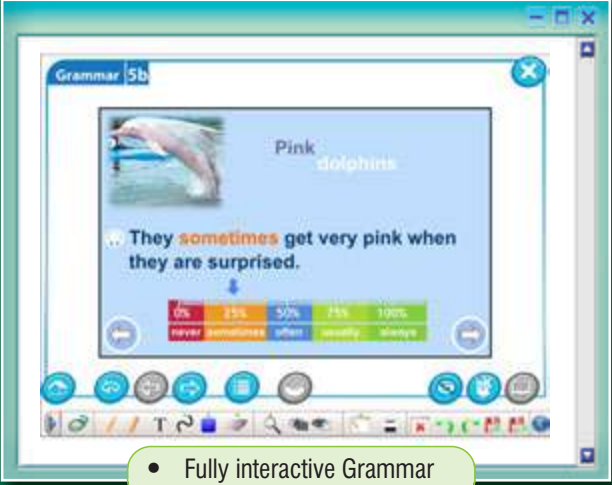 Grammar 5b
Pink
dolphins
They sometimes get very pink when
they are surprised.
0% 25% 50% 75% 100%
never sometimes often usually always
T
• Fully interactive Grammar